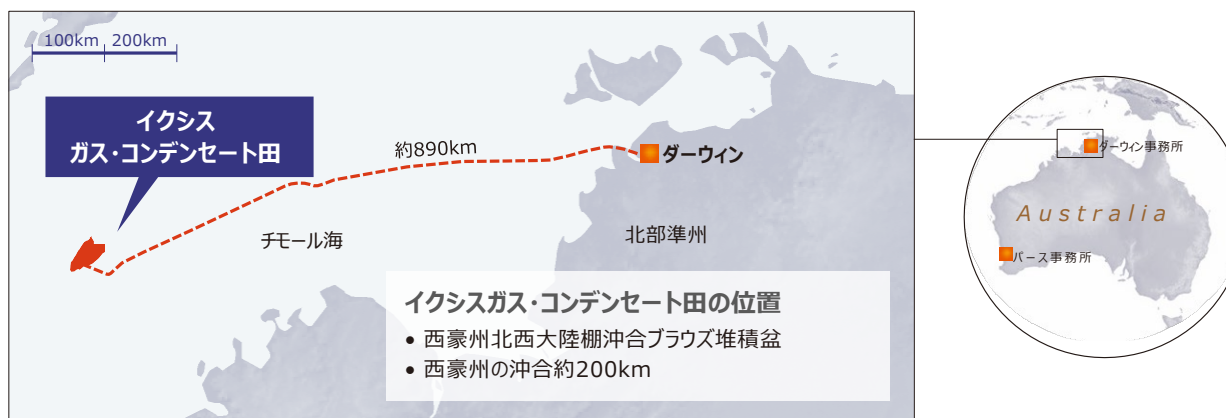 100km 200km
イクシス
ガス・コンデンセート田
約890km
ダーウィン
チモール海
北部準州
イクシスガス・コンデンセート田の位置
• 西豪州北西大陸棚沖合ブラウズ堆積盆
• 西豪州の沖合約200km
ダーウィン事務所
Australia
パース事務所